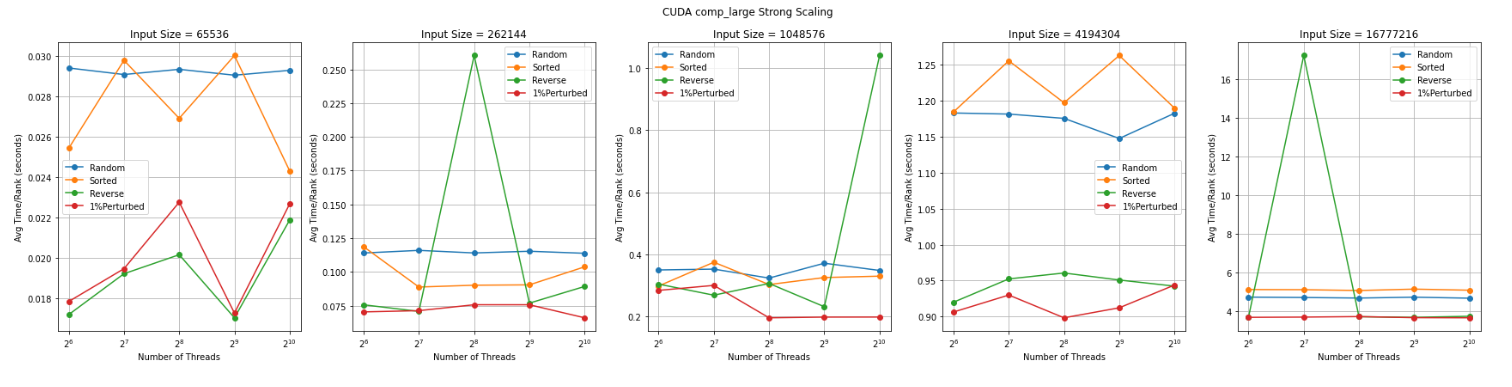 CUDA comp_large Strong Scaling
Input Size = 65536
Avg Time/Rank (seconds)
0.030
0.028
0.026
0.024
0.022
0.020
0.018
Random
Sorted
Reverse
1%Perturbed
2^6
2^7
2^8
2^9
2^10
Number of Threads
Input Size = 262144
Avg Time/Rank (seconds)
0.250
0.225
0.200
0.175
0.150
0.125
0.100
0.075
Random
Sorted
Reverse
1%Perturbed
2^6
2^7
2^8
2^9
2^10
Number of Threads
Input Size = 1048576
Avg Time/Rank (seconds)
1.0
0.8
0.6
0.4
0.2
Random
Sorted
Reverse
1%Perturbed
2^6
2^7
2^8
2^9
2^10
Number of Threads
Input Size = 4194304
Avg Time/Rank (seconds)
1.25
1.20
1.15
1.10
1.05
1.00
0.95
0.90
Random
Sorted
Reverse
1%Perturbed
2^6
2^7
2^8
2^9
2^10
Number of Threads
Input Size = 16777216
Avg Time/Rank (seconds)
16
14
12
10
8
6
4
Random
Sorted
Reverse
1%Perturbed
2^6
2^7
2^8
2^9
2^10
Number of Threads